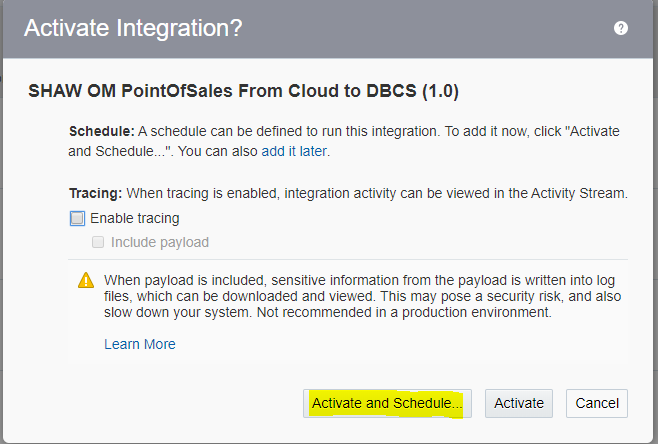 Activate Integration?
?
SHAW OM PointOfSales From Cloud to DBCS (1.0)
Schedule: A schedule can be defined to run this integration. To add it now, click "Activate
and Schedule...". You can also add it later.
Tracing: When tracing is enabled, integration activity can be viewed in the Activity Stream.
Enable tracing
Include payload
When payload is included, sensitive information from the payload is written into log
files, which can be downloaded and viewed. This may pose a security risk, and also
slow down your system. Not recommended in a production environment.
Learn More
Activate and Schedule... Activate Cancel